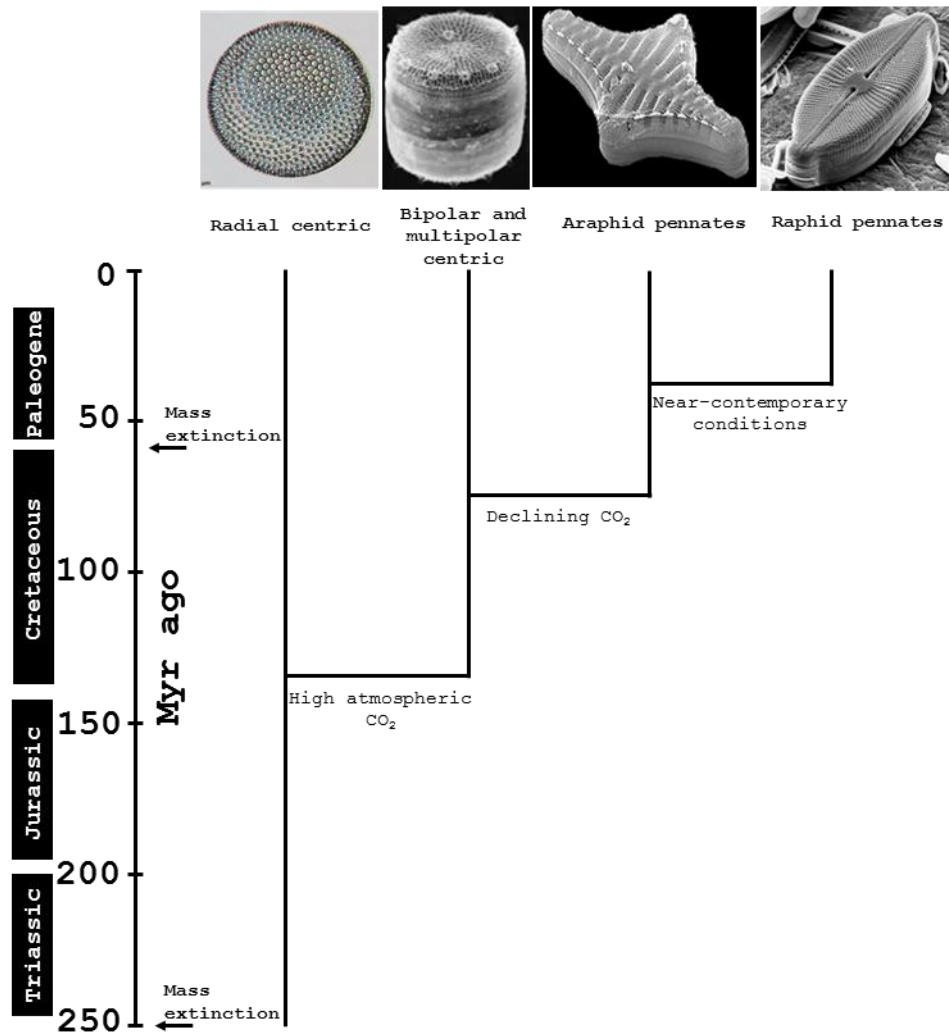 Radial centric
Bipolar and
multipolar
centric
Araphid pennates
Raphid pennates
0
50
100
150
200
250
Myr ago
Paleogene
Cretaceous
Jurassic
Triassic
Mass
extinction
Near-contemporary
conditions
Declining CO₂
High atmospheric
CO₂
Mass
extinction